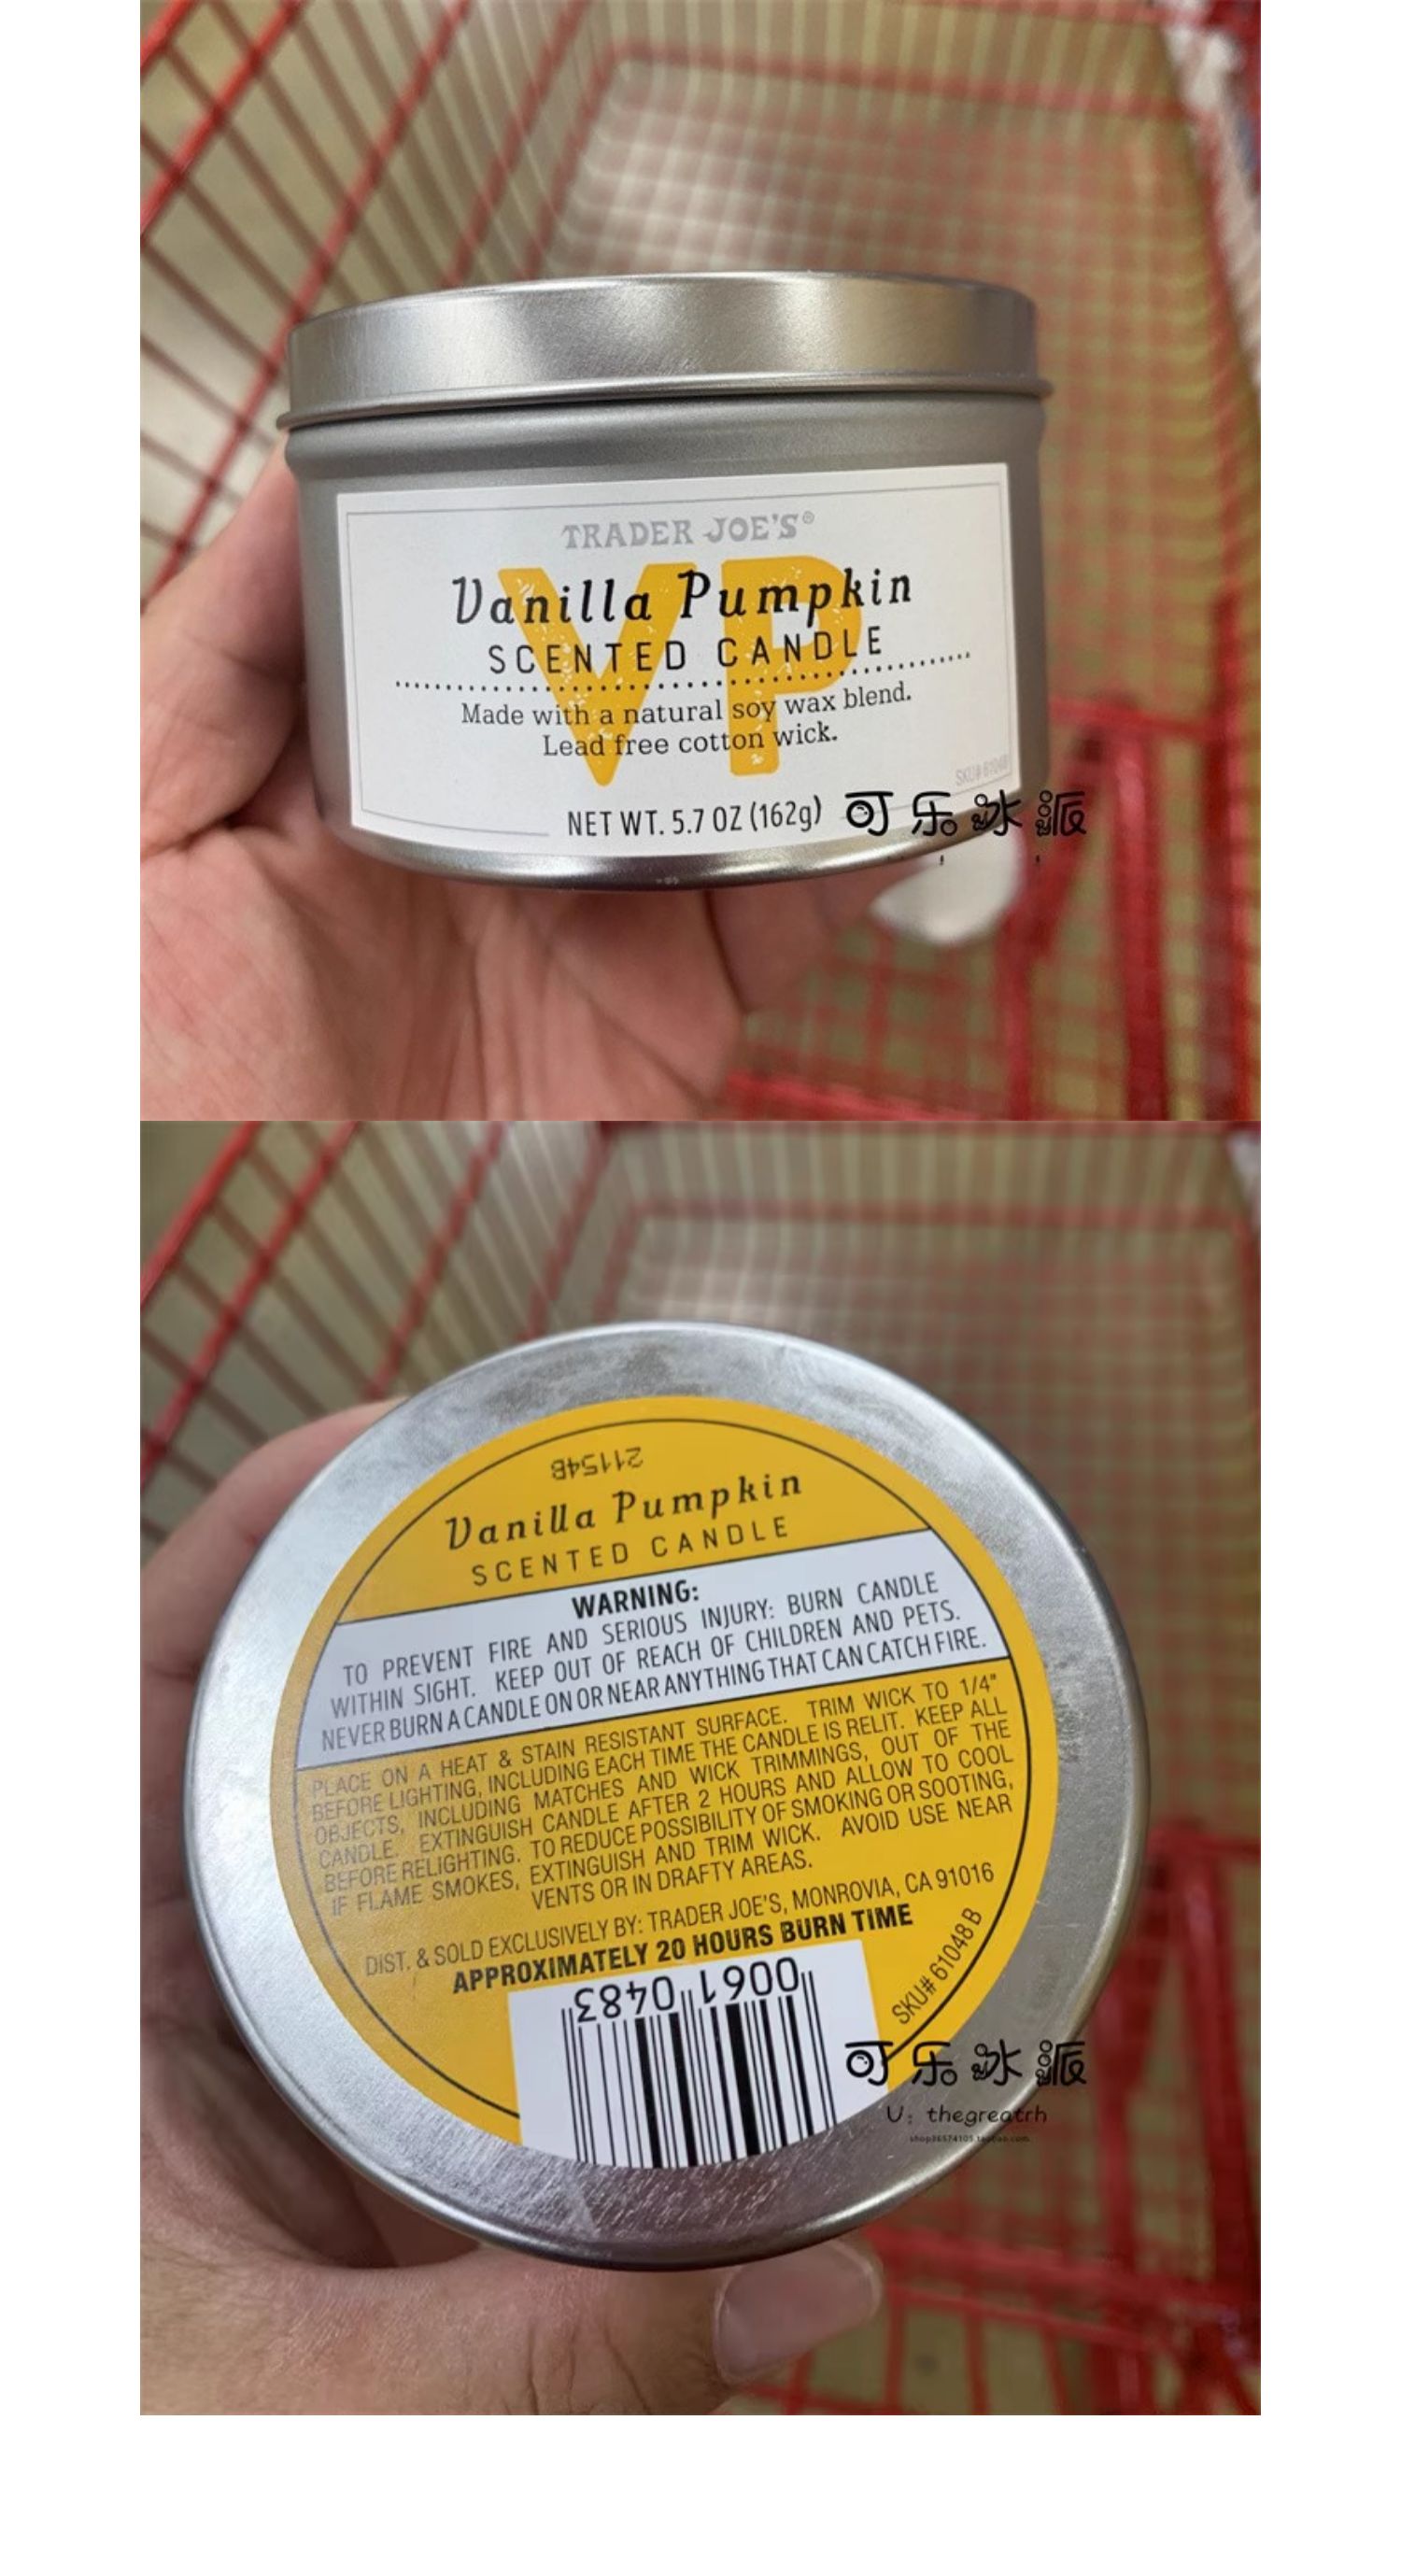 TRADER JOE'S®
VP
Vanilla Pumpkin
SCENTED CANDLE
Made with a natural soy wax blend.
Lead free cotton wick.
SKU# 61048
NET WT. 5.7 OZ (162g)
可乐冰派
21154B
Vanilla Pumpkin
SCENTED CANDLE
WARNING:
TO PREVENT FIRE AND SERIOUS INJURY: BURN CANDLE
WITHIN SIGHT. KEEP OUT OF REACH OF CHILDREN AND PETS.
NEVER BURN A CANDLE ON OR NEAR ANYTHING THAT CAN CATCH FIRE.
PLACE ON A HEAT & STAIN RESISTANT SURFACE. TRIM WICK TO 1/4"
BEFORE LIGHTING, INCLUDING EACH TIME THE CANDLE IS RELIT. KEEP ALL
OBJECTS, INCLUDING MATCHES AND WICK TRIMMINGS, OUT OF THE
CANDLE. EXTINGUISH CANDLE AFTER 2 HOURS AND ALLOW TO COOL
BEFORE RELIGHTING. TO REDUCE POSSIBILITY OF SMOKING OR SOOTING,
IF FLAME SMOKES, EXTINGUISH AND TRIM WICK. AVOID USE NEAR
VENTS OR IN DRAFTY AREAS.
DIST. & SOLD EXCLUSIVELY BY: TRADER JOE'S, MONROVIA, CA 91016
APPROXIMATELY 20 HOURS BURN TIME
SKU# 61048 B
0061 0483
可乐冰派
U: thegreatrh